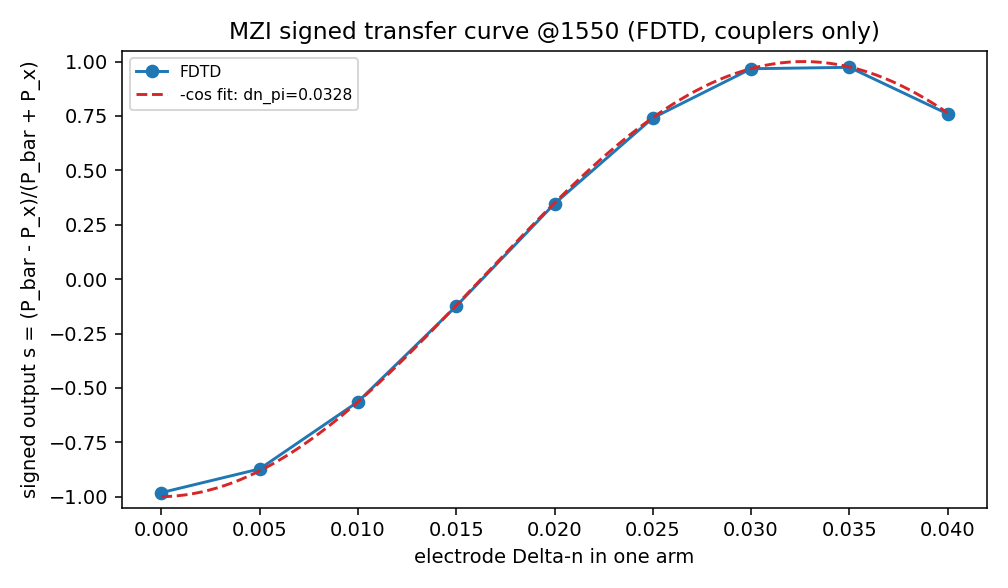 MZI signed transfer curve @1550 (FDTD, couplers only)
FDTD
-cos fit: dn_pi=0.0328
signed output s = (P_bar - P_x)/(P_bar + P_x)
1.00
0.75
0.50
0.25
0.00
−0.25
−0.50
−0.75
−1.00
0.000 0.005 0.010 0.015 0.020 0.025 0.030 0.035 0.040
electrode Delta-n in one arm